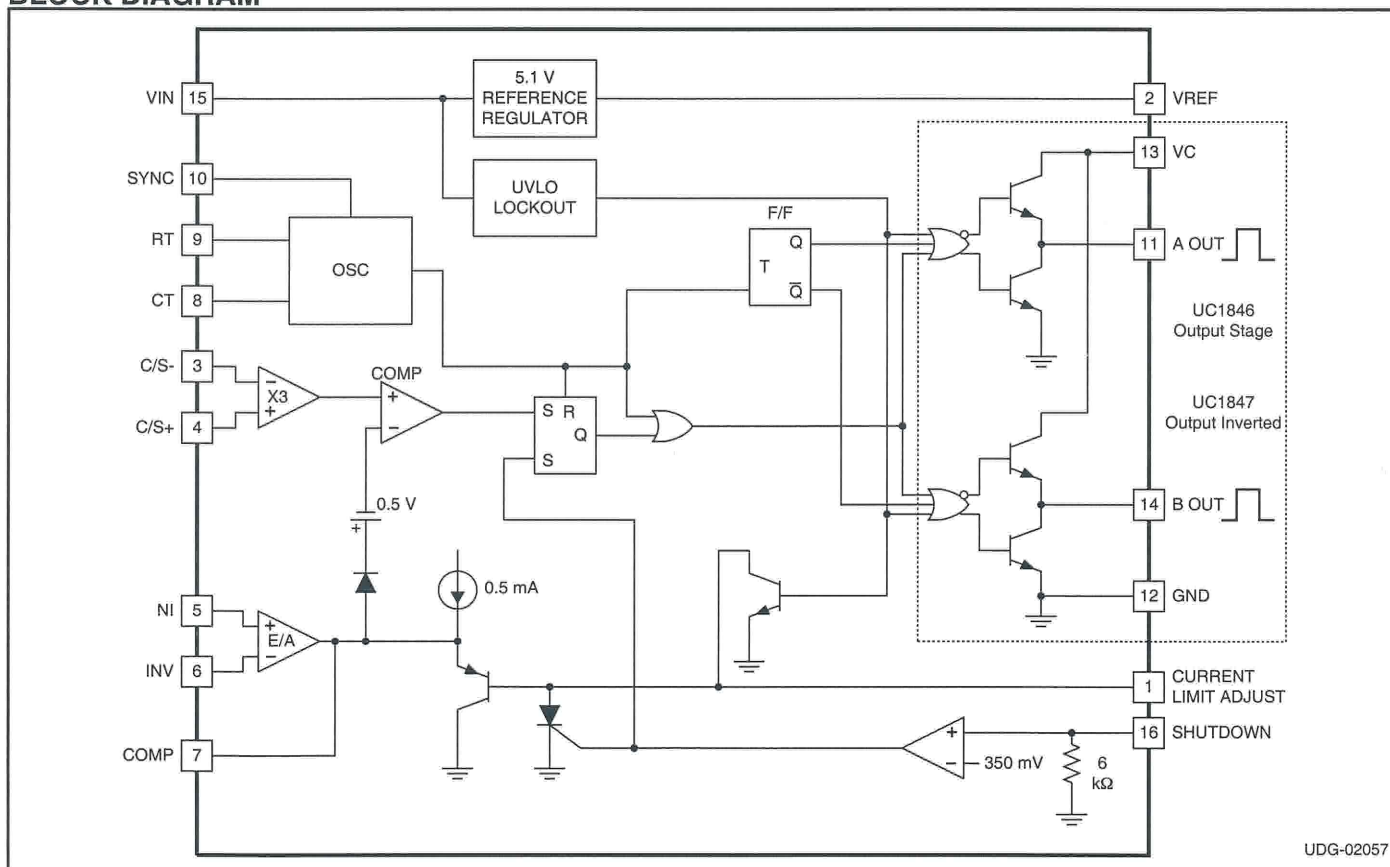 BLOCK DIAGRAM
5.1 V
REFERENCE
REGULATOR
VIN 15
2 VREF
13 VC
SYNC 10
UVLO
LOCKOUT
F/F
RT 9
OSC
T
Q
Q̅
11 A OUT
CT 8
UC1846
Output Stage
C/S- 3
−
X3
+
C/S+ 4
COMP
+
−
S R
Q
S
UC1847
Output Inverted
0.5 V
+
14 B OUT
0.5 mA
NI 5
+
E/A
−
INV 6
12 GND
1 CURRENT
LIMIT ADJUST
16 SHUTDOWN
COMP 7
+
−
350 mV
6
kΩ
UDG-02057